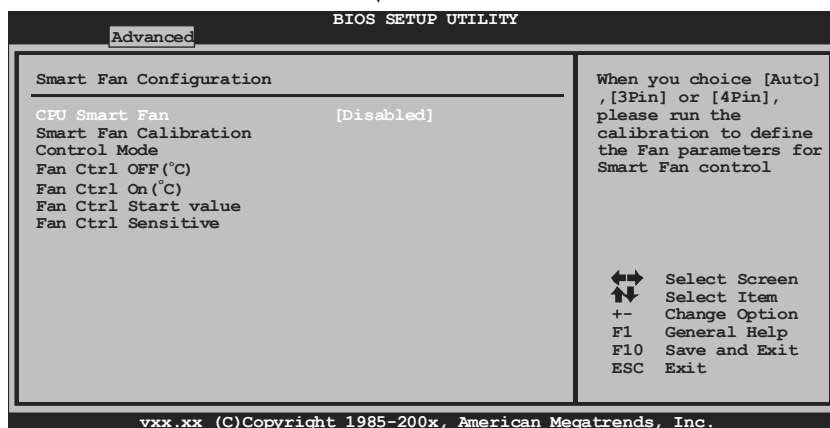 BIOS SETUP UTILITY
Advanced
Smart Fan Configuration
CPU Smart Fan [Disabled]
Smart Fan Calibration
Control Mode
Fan Ctrl OFF(°C)
Fan Ctrl On(°C)
Fan Ctrl Start value
Fan Ctrl Sensitive
When you choice [Auto]
,[3Pin] or [4Pin],
please run the
calibration to define
the Fan parameters for
Smart Fan control
Select Screen
Select Item
+- Change Option
F1 General Help
F10 Save and Exit
ESC Exit
vxx.xx (C)Copyright 1985-200x, American Megatrends, Inc.